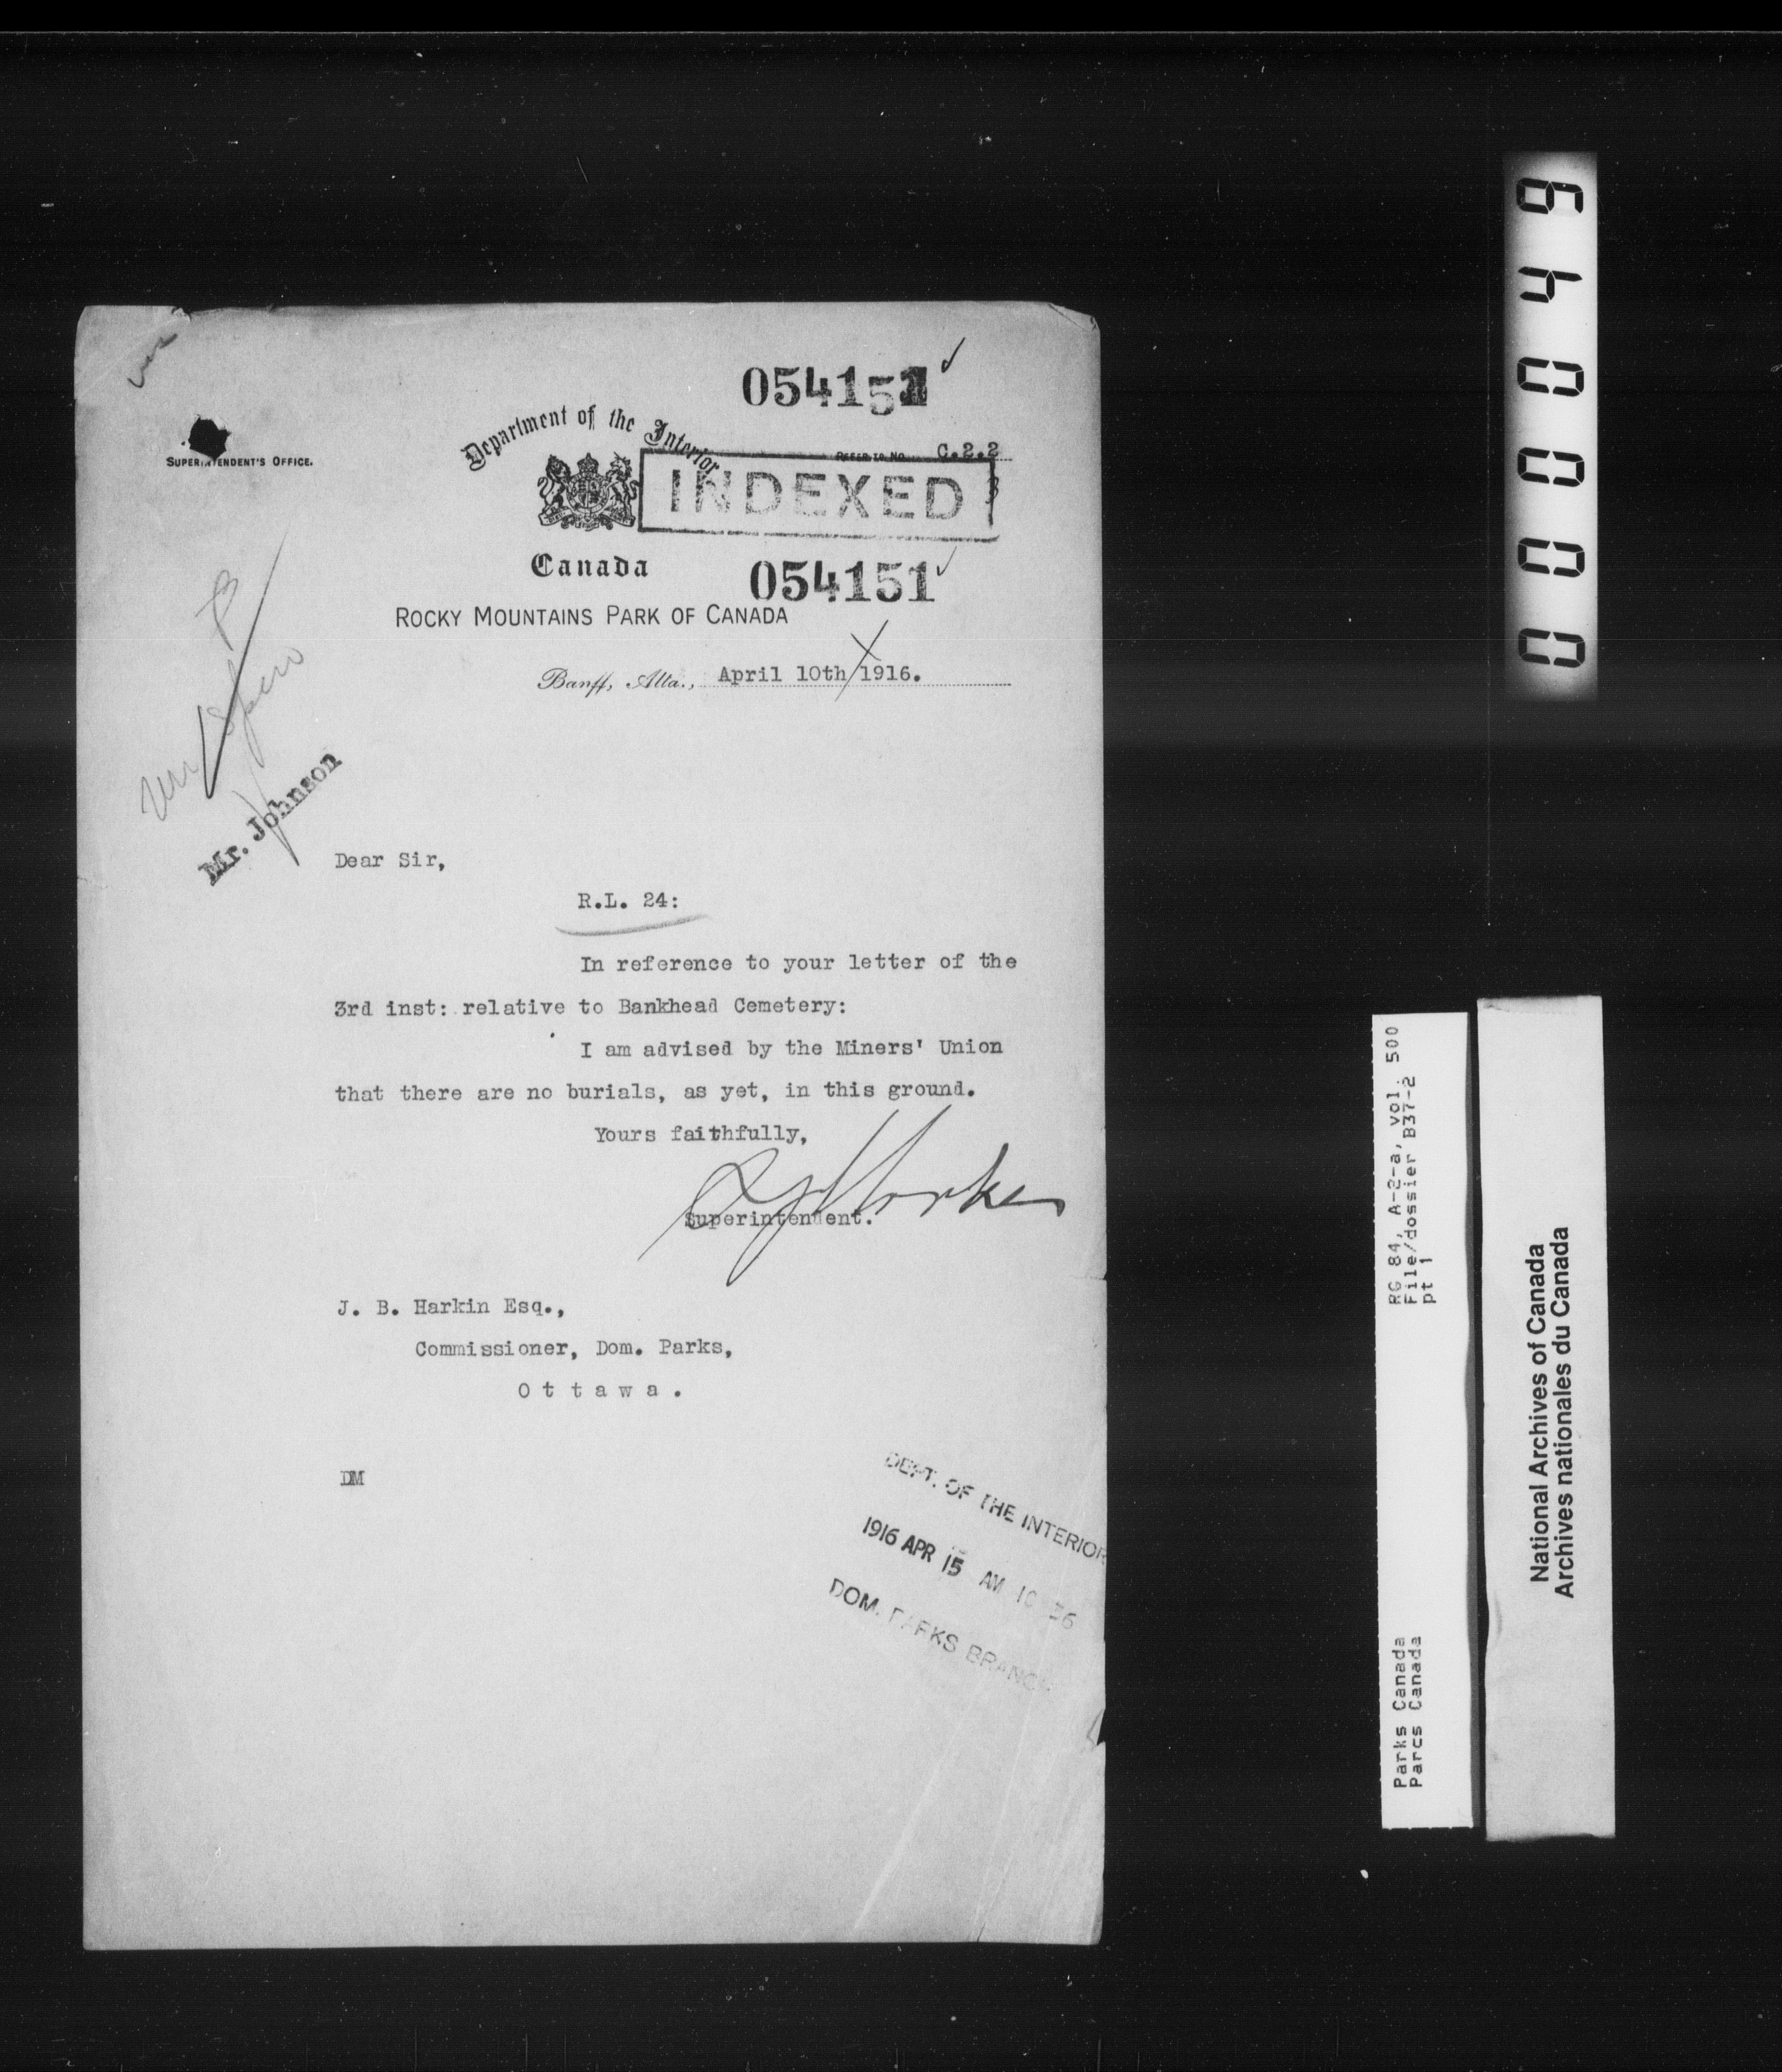 054151
SUPERINTENDENT'S OFFICE.
Department of the Interior
REFER TO NO. C.2.2
INDEXED
Canada
054151
ROCKY MOUNTAINS PARK OF CANADA
Banff, Alta., April 10th 1916.
Mr. Johnson
Dear Sir,
R.L. 24:
In reference to your letter of the
3rd inst: relative to Bankhead Cemetery:
I am advised by the Miners' Union
that there are no burials, as yet, in this ground.
Yours faithfully,
Superintendent.
J. B. Harkin Esq.,
Commissioner, Dom. Parks,
Ottawa.
DM
DEPT. OF THE INTERIOR
1916 APR 15 AM 10 36
DOM. PARKS BRANCH
000049
RG 84, A-2-a, vol. 500
File/dossier B37-2
pt 1
Parks Canada
Parcs Canada
National Archives of Canada
Archives nationales du Canada